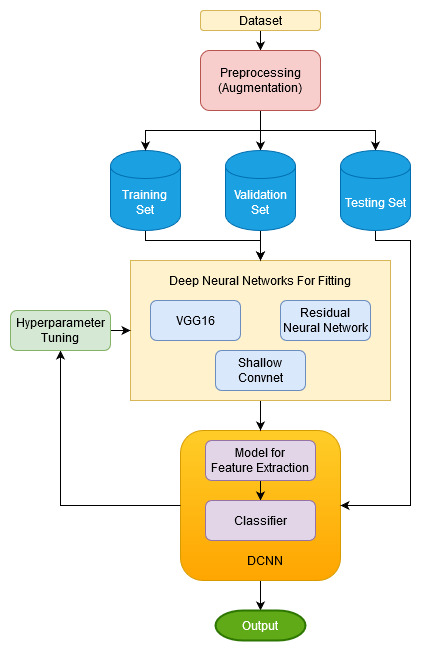 Dataset
Preprocessing
(Augmentation)
Training
Set
Validation
Set
Testing Set
Deep Neural Networks For Fitting
VGG16
Residual
Neural Network
Shallow
Convnet
Hyperparameter
Tuning
Model for
Feature Extraction
Classifier
DCNN
Output